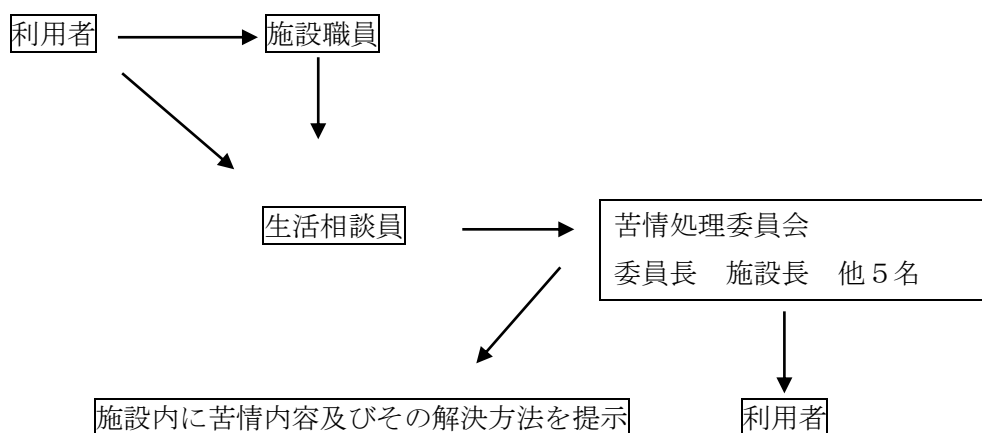 利用者
施設職員
生活相談員
苦情処理委員会
委員長　施設長　他５名
施設内に苦情内容及びその解決方法を提示
利用者